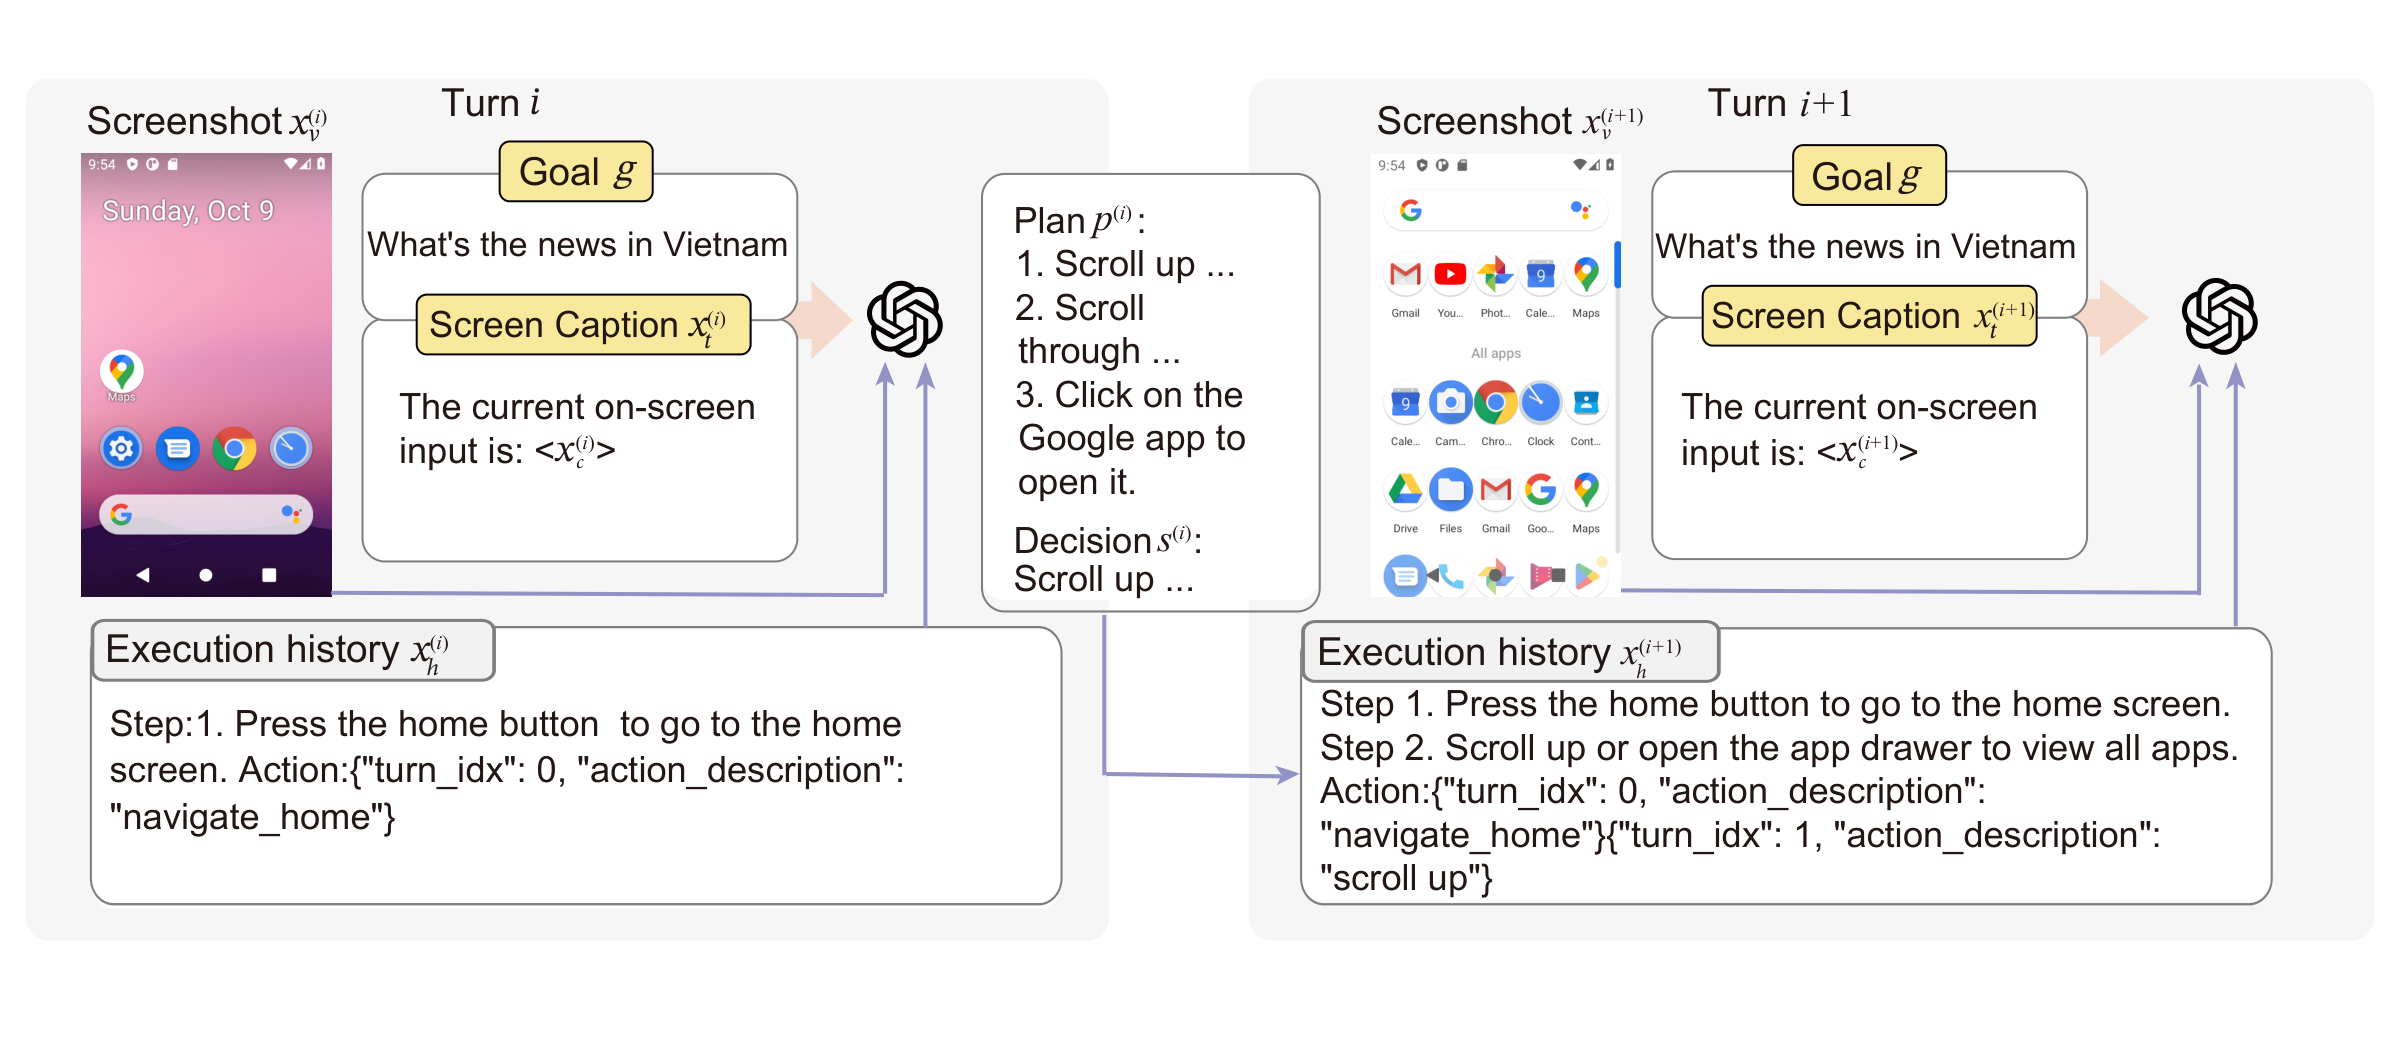 Turn i
Screenshot x_v^(i)
9:54
Sunday, Oct 9
Maps
Goal g
What's the news in Vietnam
Screen Caption x_t^(i)
The current on-screen
input is: <x_c^(i)>
Execution history x_h^(i)
Step:1. Press the home button  to go to the home
screen. Action:{"turn_idx": 0, "action_description":
"navigate_home"}
Plan p^(i):
1. Scroll up ...
2. Scroll
through ...
3. Click on the
Google app to
open it.
Decision s^(i):
Scroll up ...
Turn i+1
Screenshot x_v^(i+1)
9:54
9
Gmail You... Phot... Cale... Maps
All apps
9
Cale... Cam... Chro... Clock Cont...
Drive Files Gmail Goo... Maps
Goal g
What's the news in Vietnam
Screen Caption x_t^(i+1)
The current on-screen
input is: <x_c^(i+1)>
Execution history x_h^(i+1)
Step 1. Press the home button to go to the home screen.
Step 2. Scroll up or open the app drawer to view all apps.
Action:{"turn_idx": 0, "action_description":
"navigate_home"}{"turn_idx": 1, "action_description":
"scroll up"}